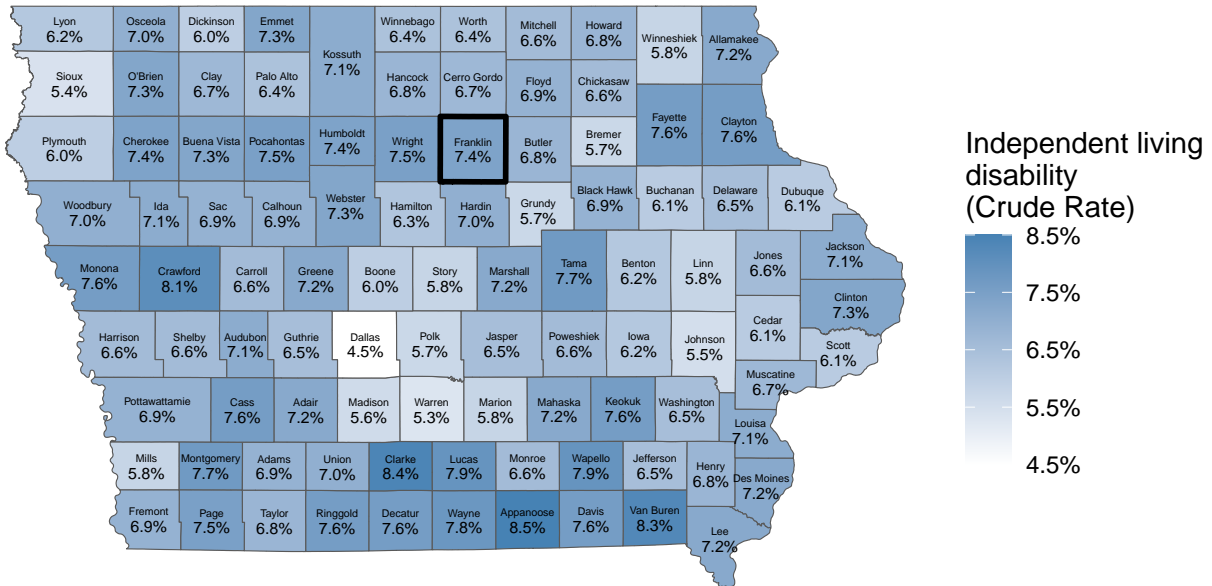 Lyon
6.2%
Osceola
7.0%
Dickinson
6.0%
Emmet
7.3%
Kossuth
7.1%
Winnebago
6.4%
Worth
6.4%
Mitchell
6.6%
Howard
6.8%
Winneshiek
5.8%
Allamakee
7.2%
Sioux
5.4%
O'Brien
7.3%
Clay
6.7%
Palo Alto
6.4%
Hancock
6.8%
Cerro Gordo
6.7%
Floyd
6.9%
Chickasaw
6.6%
Fayette
7.6%
Clayton
7.6%
Plymouth
6.0%
Cherokee
7.4%
Buena Vista
7.3%
Pocahontas
7.5%
Humboldt
7.4%
Wright
7.5%
Franklin
7.4%
Butler
6.8%
Bremer
5.7%
Woodbury
7.0%
Ida
7.1%
Sac
6.9%
Calhoun
6.9%
Webster
7.3%
Hamilton
6.3%
Hardin
7.0%
Grundy
5.7%
Black Hawk
6.9%
Buchanan
6.1%
Delaware
6.5%
Dubuque
6.1%
Monona
7.6%
Crawford
8.1%
Carroll
6.6%
Greene
7.2%
Boone
6.0%
Story
5.8%
Marshall
7.2%
Tama
7.7%
Benton
6.2%
Linn
5.8%
Jones
6.6%
Jackson
7.1%
Clinton
7.3%
Harrison
6.6%
Shelby
6.6%
Audubon
7.1%
Guthrie
6.5%
Dallas
4.5%
Polk
5.7%
Jasper
6.5%
Poweshiek
6.6%
Iowa
6.2%
Johnson
5.5%
Cedar
6.1%
Scott
6.1%
Muscatine
6.7%
Pottawattamie
6.9%
Cass
7.6%
Adair
7.2%
Madison
5.6%
Warren
5.3%
Marion
5.8%
Mahaska
7.2%
Keokuk
7.6%
Washington
6.5%
Louisa
7.1%
Mills
5.8%
Montgomery
7.7%
Adams
6.9%
Union
7.0%
Clarke
8.4%
Lucas
7.9%
Monroe
6.6%
Wapello
7.9%
Jefferson
6.5%
Henry
6.8%
Des Moines
7.2%
Fremont
6.9%
Page
7.5%
Taylor
6.8%
Ringgold
7.6%
Decatur
7.6%
Wayne
7.8%
Appanoose
8.5%
Davis
7.6%
Van Buren
8.3%
Lee
7.2%
Independent living
disability
(Crude Rate)
8.5%
7.5%
6.5%
5.5%
4.5%